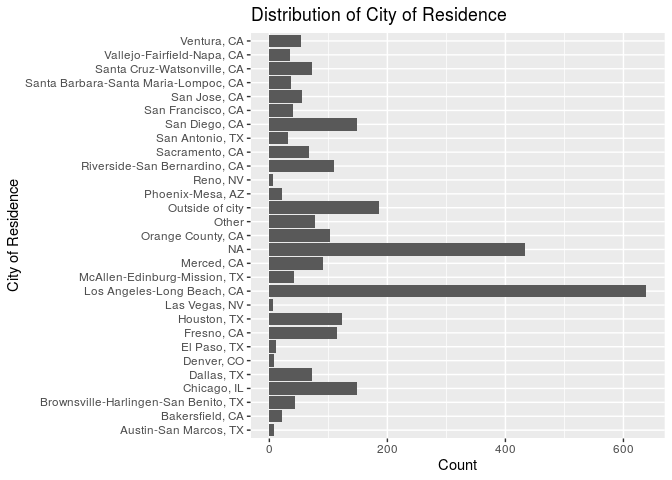 Distribution of City of Residence
City of Residence
Ventura, CA
Vallejo-Fairfield-Napa, CA
Santa Cruz-Watsonville, CA
Santa Barbara-Santa Maria-Lompoc, CA
San Jose, CA
San Francisco, CA
San Diego, CA
San Antonio, TX
Sacramento, CA
Riverside-San Bernardino, CA
Reno, NV
Phoenix-Mesa, AZ
Outside of city
Other
Orange County, CA
NA
Merced, CA
McAllen-Edinburg-Mission, TX
Los Angeles-Long Beach, CA
Las Vegas, NV
Houston, TX
Fresno, CA
El Paso, TX
Denver, CO
Dallas, TX
Chicago, IL
Brownsville-Harlingen-San Benito, TX
Bakersfield, CA
Austin-San Marcos, TX
0 200 400 600
Count